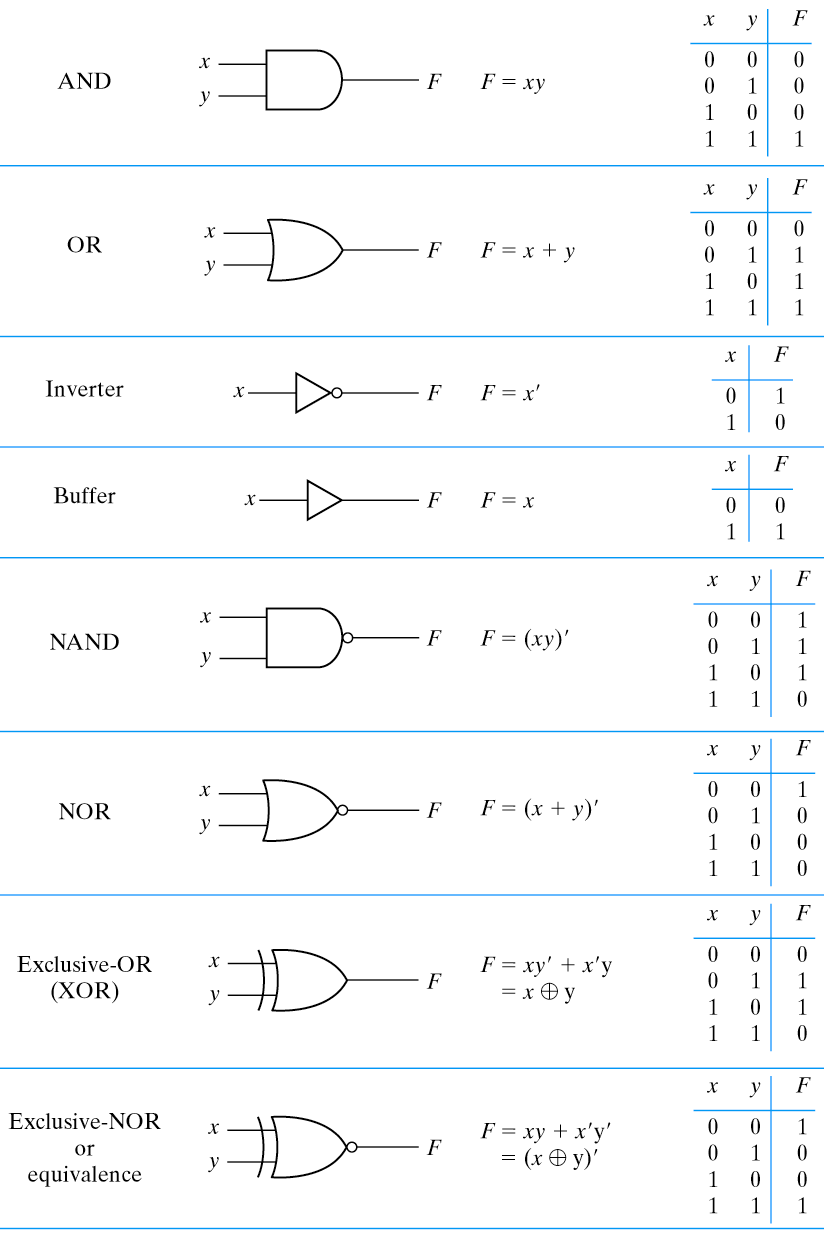 x y F
AND x y F F = xy
0 0 0
0 1 0
1 0 0
1 1 1
x y F
OR x y F F = x + y
0 0 0
0 1 1
1 0 1
1 1 1
x F
Inverter x F F = x′
0 1
1 0
x F
Buffer x F F = x
0 0
1 1
x y F
NAND x y F F = (xy)′
0 0 1
0 1 1
1 0 1
1 1 0
x y F
NOR x y F F = (x + y)′
0 0 1
0 1 0
1 0 0
1 1 0
x y F
Exclusive-OR
(XOR)
x y F
F = xy′ + x′y
= x ⊕ y
0 0 0
0 1 1
1 0 1
1 1 0
x y F
Exclusive-NOR
or
equivalence
x y F
F = xy + x′y′
= (x ⊕ y)′
0 0 1
0 1 0
1 0 0
1 1 1